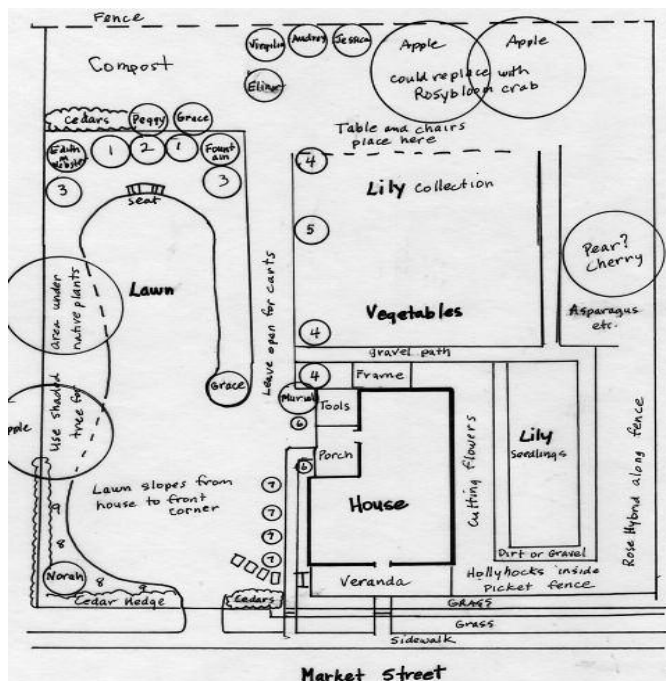 Fence
Compost
Virgilia
Audrey
Jessica
Elinor
Apple
Apple
could replace with
Rosybloom crab
Table and chairs
place here
Cedars
Peggy
Grace
Edith
Webster
1
2
1
Fount
ain
3
3
seat
Lawn
area under
native plants
Use shaded
tree for
Grace
Leave open for carts
4
Lily collection
5
Vegetables
4
Pear?
Cherry
Asparagus
etc.
gravel path
4
Frame
Muriel
Tools
6
Porch
6
House
Cutting flowers
Lily
Seedlings
Rose Hybrid along fence
Lawn slopes from
house to front
corner
7
7
7
7
9
8
Norah
8
9
Cedar Hedge
Cedars
Veranda
Dirt or Gravel
Hollyhocks inside
Picket fence
GRASS
Grass
Sidewalk
Market Street